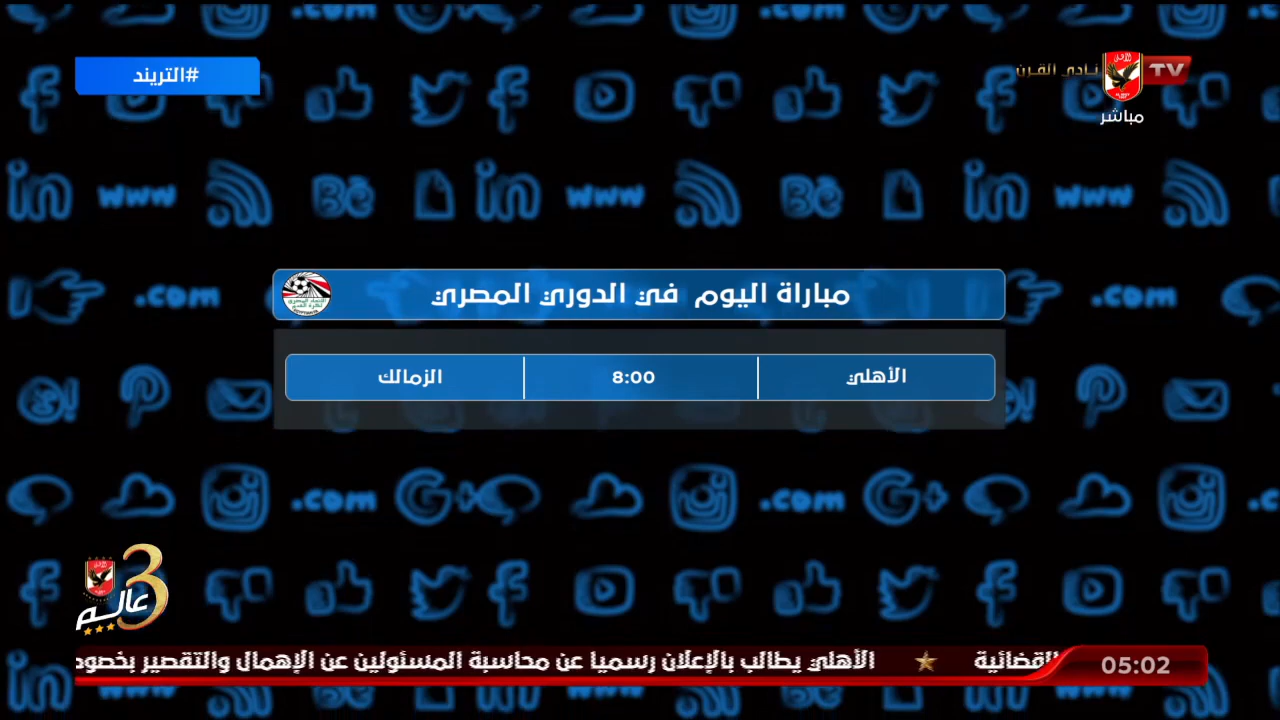 #التريند
نادي القرن
TV
مباشر
مباراة اليوم في الدوري المصري
الأهلي 8:00 الزمالك
3 عالم
القضائية ★ الأهلي يطالب بالإعلان رسميا عن محاسبة المسئولين عن الإهمال والتقصير بخصوص
05:02